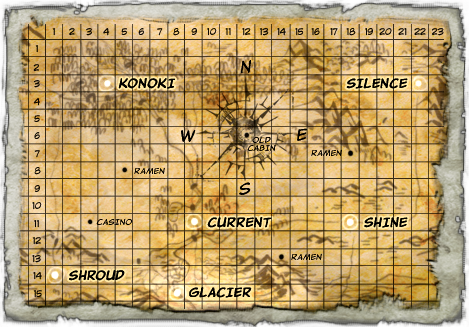 1 2 3 4 5 6 7 8 9 10 11 12 13 14 15 16 17 18 19 20 21 22 23
1
2
N
3
KONOKI SILENCE
4
5
6
W E
OLD
CABIN
7
RAMEN
8
RAMEN
9
S
10
11
CASINO CURRENT SHINE
12
13
RAMEN
14
SHROUD
15
GLACIER